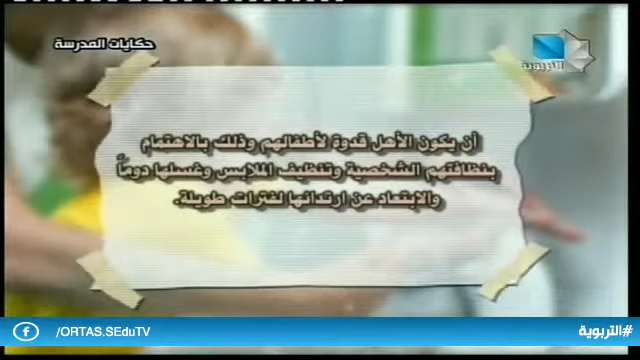 حكايات المدرسة
التربوية
أن يكون الأهل قدوة لأطفالهم وذلك بالاهتمام
بنظافتهم الشخصية وتنظيف الملابس وغسلها دوماً
والابتعاد عن ارتدائها لفترات طويلة.
/ORTAS.SEduTV
#التربوية